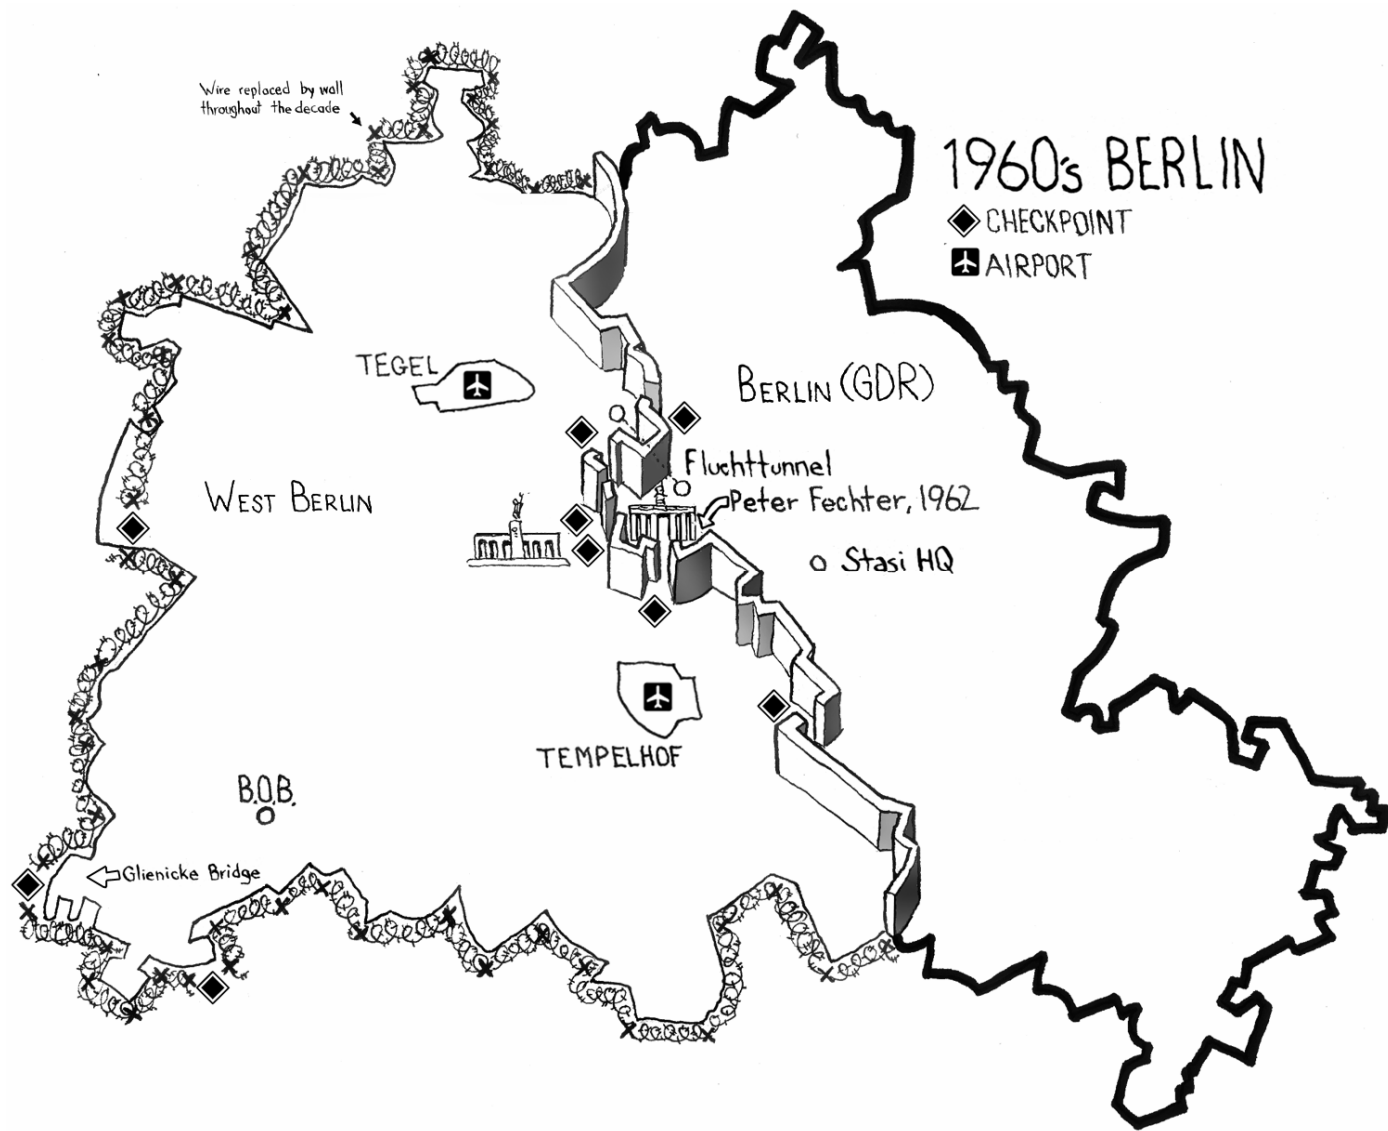 Wire replaced by wall
throughout the decade
1960's BERLIN
CHECKPOINT
AIRPORT
TEGEL
BERLIN (GDR)
WEST BERLIN
Fluchttunnel
Peter Fechter, 1962
Stasi HQ
TEMPELHOF
B.O.B.
Glienicke Bridge